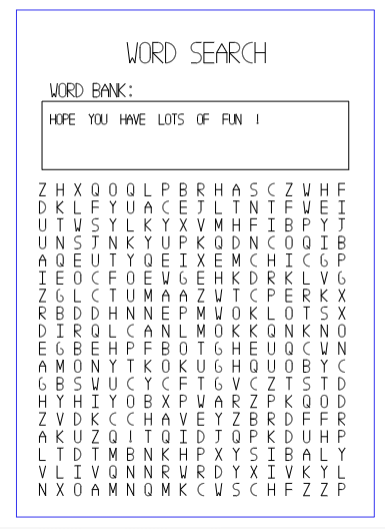 WORD SEARCH
WORD BANK:
HOPE YOU HAVE LOTS OF FUN !
Z H X Q O Q L P B R H A S C Z W H F
D K L F Y U A C E J L T N T F W E I
U T W S Y L K Y X V M H F I B P Y J
U N S J N K Y U P K Q D N C O Q I B
A Q E U T Y Q E I X E M C H I C G P
I E O C F O E W G E H K D R K L V G
Z G L C T U M A A Z W T C P E R K X
R B D D H N N E P M W O K L O T S X
D I R Q L C A N L M O K K Q N K N O
E G B E H P F B O T G H E U Q C W N
A M O N Y T K O K U G H Q U O B Y C
G B S W U C Y C F T G V C Z T S T D
H Y H I Y O B X P W A R Z P K Q O D
Z V D K C C H A V E Y Z B R D F F R
A K U Z Q ! T Q I D J Q P K D U H P
L T D T M B N K H P X Y S I B A L Y
V L I V Q N N R W R D Y X I V K Y L
N X O A M N Q M K C W S C H F Z Z P